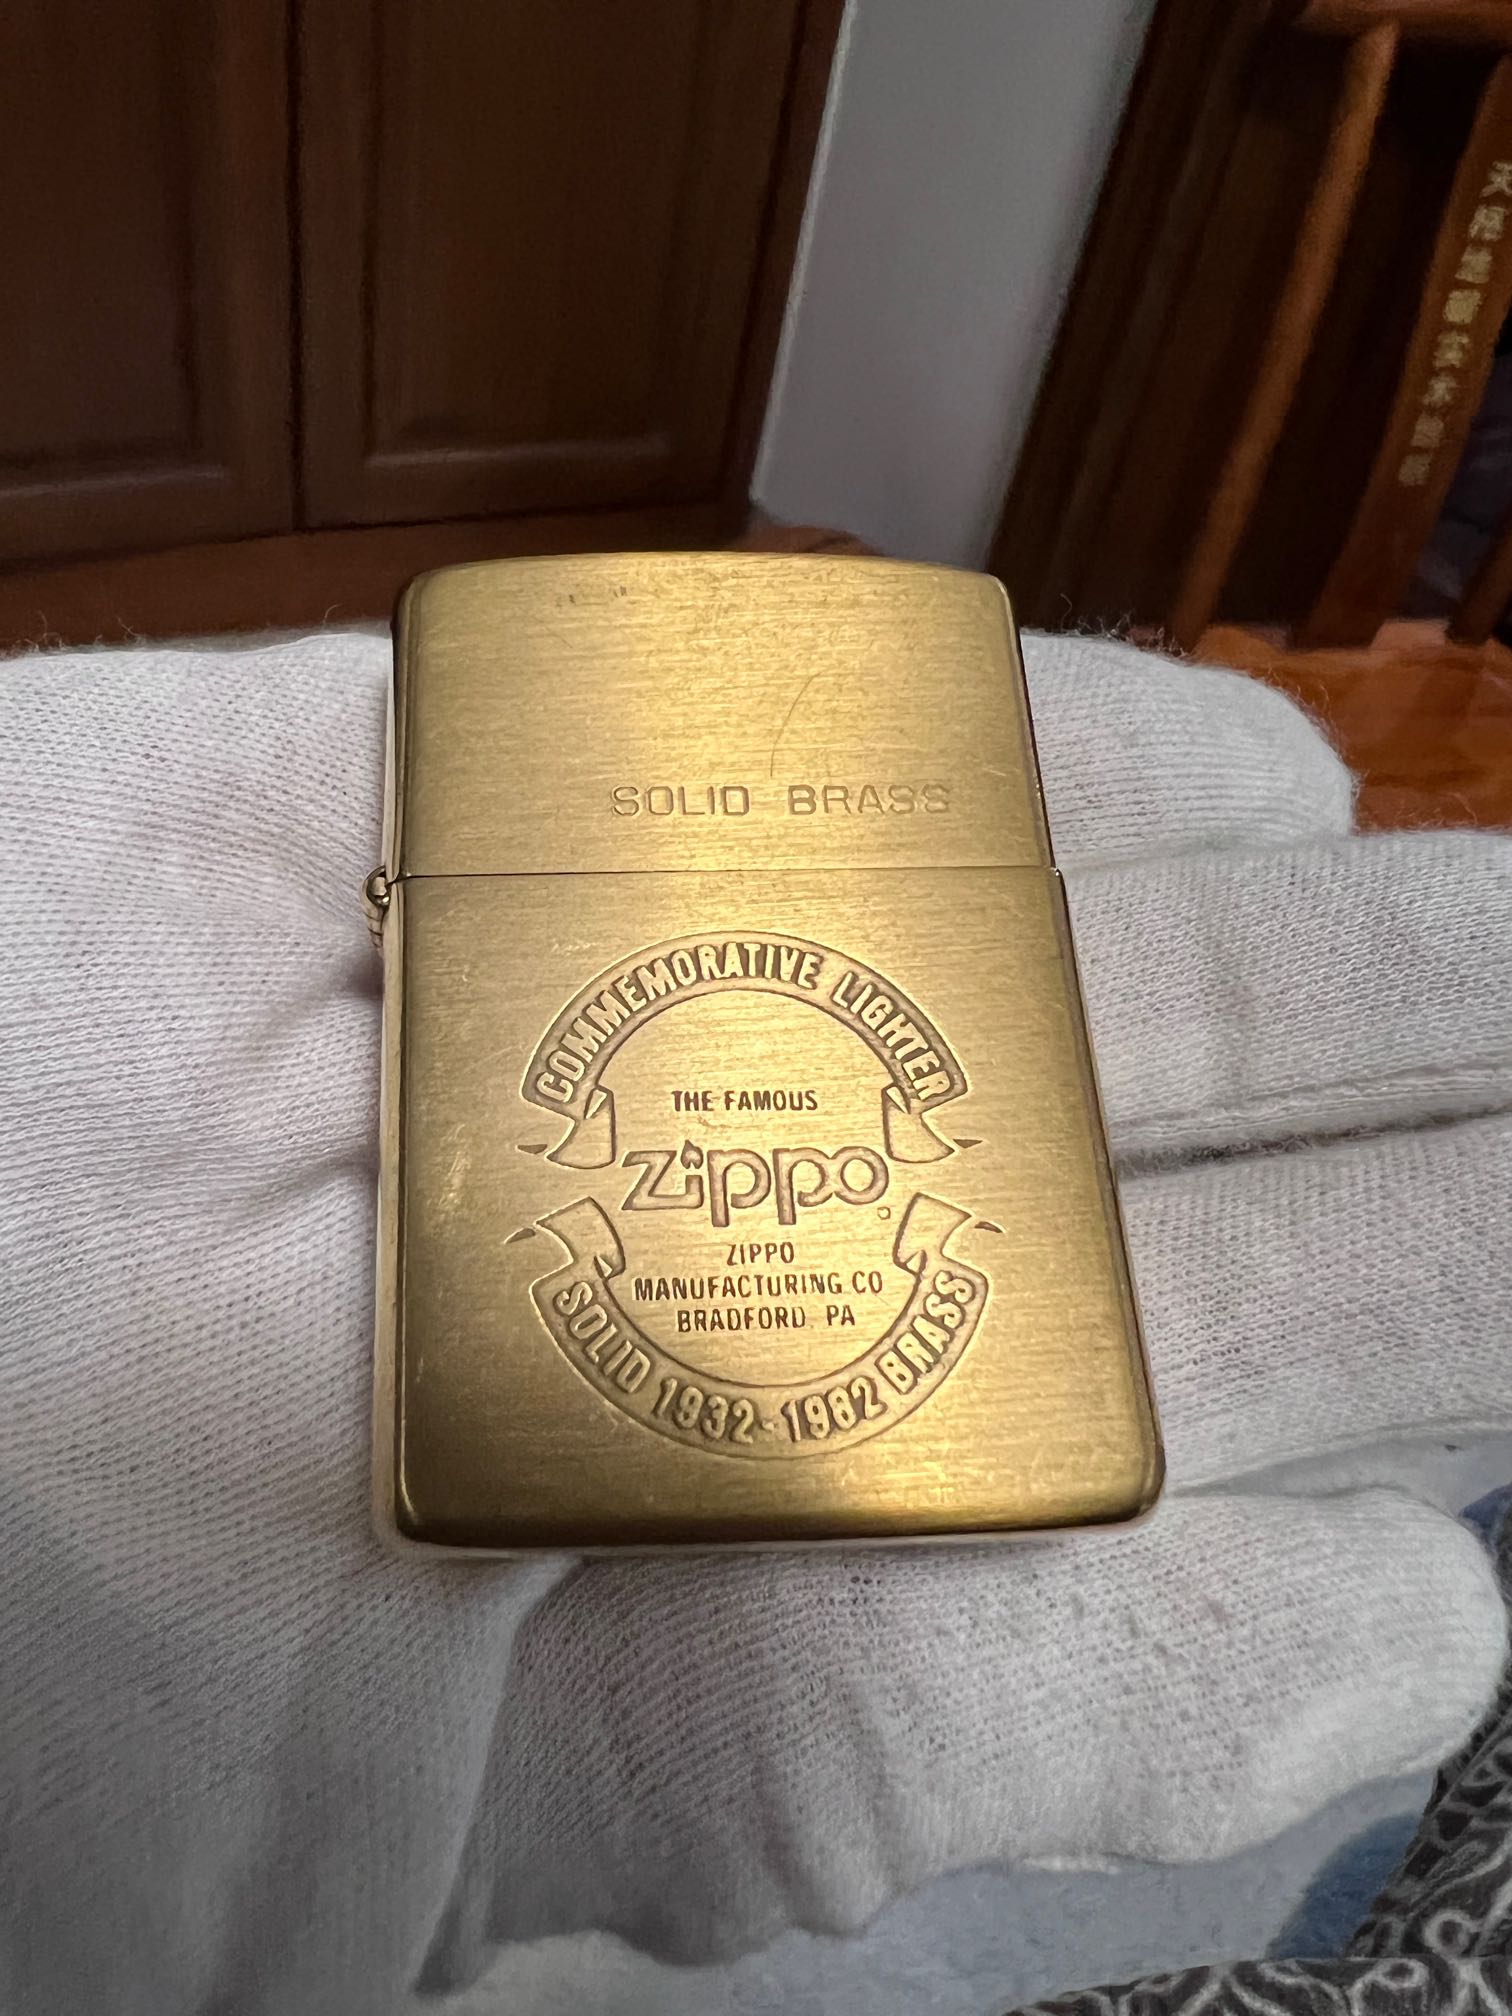 SOLID BRASS
COMMEMORATIVE LIGHTER
THE FAMOUS
Zippo
ZIPPO
MANUFACTURING CO
BRADFORD. PA
SOLID 1932-1982 BRASS